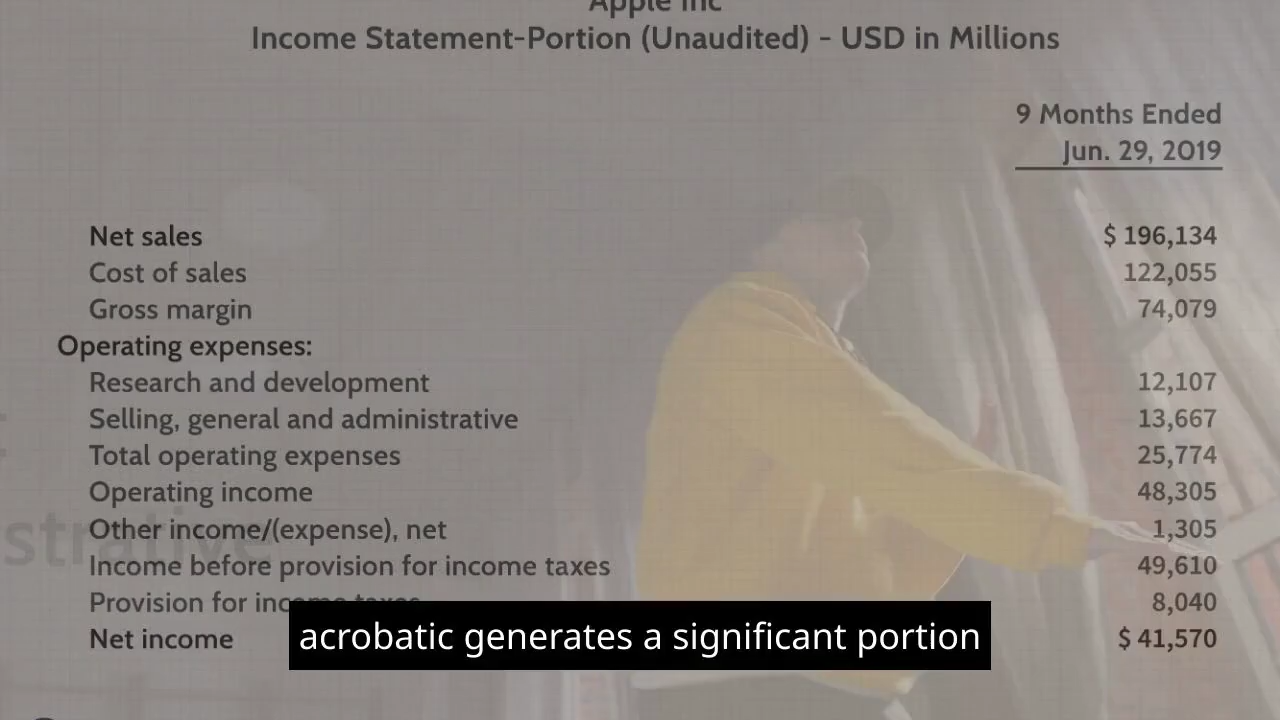 Apple Inc
Income Statement-Portion (Unaudited) - USD in Millions
9 Months Ended
Jun. 29, 2019
Net sales $ 196,134
Cost of sales 122,055
Gross margin 74,079
Operating expenses:
Research and development 12,107
Selling, general and administrative 13,667
Total operating expenses 25,774
Operating income 48,305
Other income/(expense), net 1,305
Income before provision for income taxes 49,610
Provision for income taxes 8,040
Net income $ 41,570
acrobatic generates a significant portion